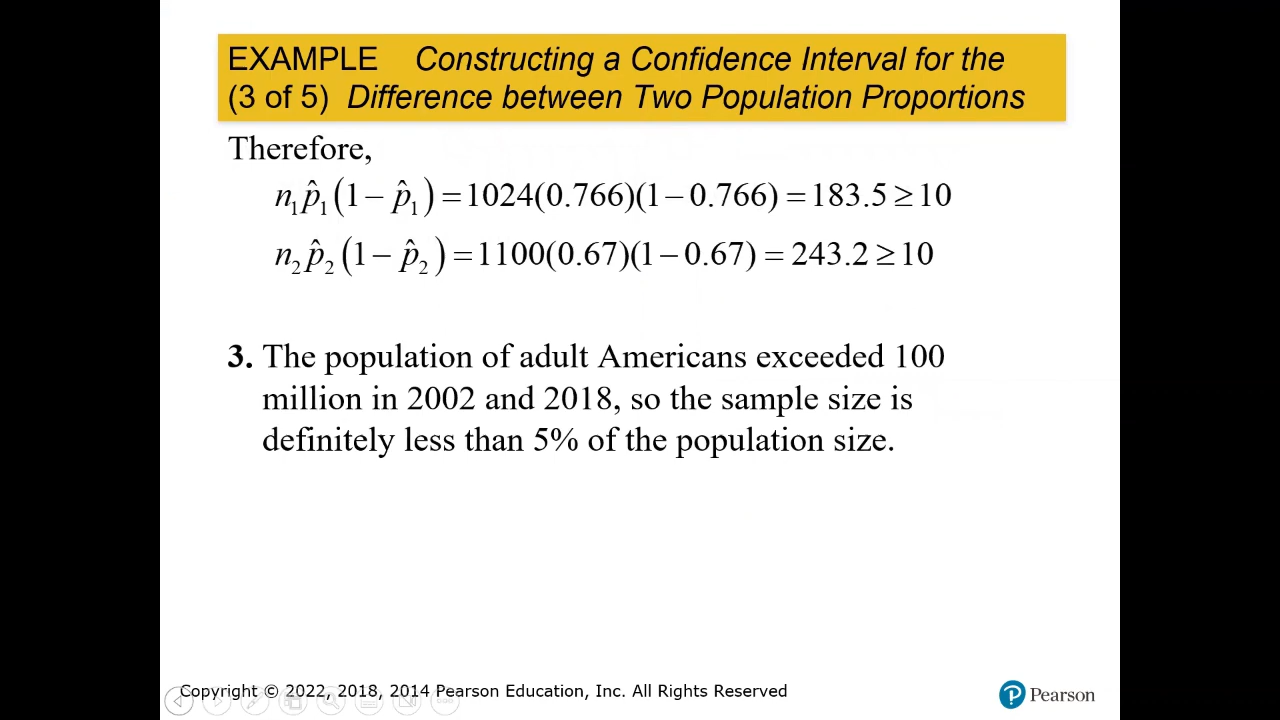 EXAMPLE Constructing a Confidence Interval for the
(3 of 5) Difference between Two Population Proportions
Therefore,
n₁p̂₁(1 − p̂₁) = 1024(0.766)(1 − 0.766) = 183.5 ≥ 10
n₂p̂₂(1 − p̂₂) = 1100(0.67)(1 − 0.67) = 243.2 ≥ 10
3. The population of adult Americans exceeded 100
million in 2002 and 2018, so the sample size is
definitely less than 5% of the population size.
Copyright © 2022, 2018, 2014 Pearson Education, Inc. All Rights Reserved
P Pearson